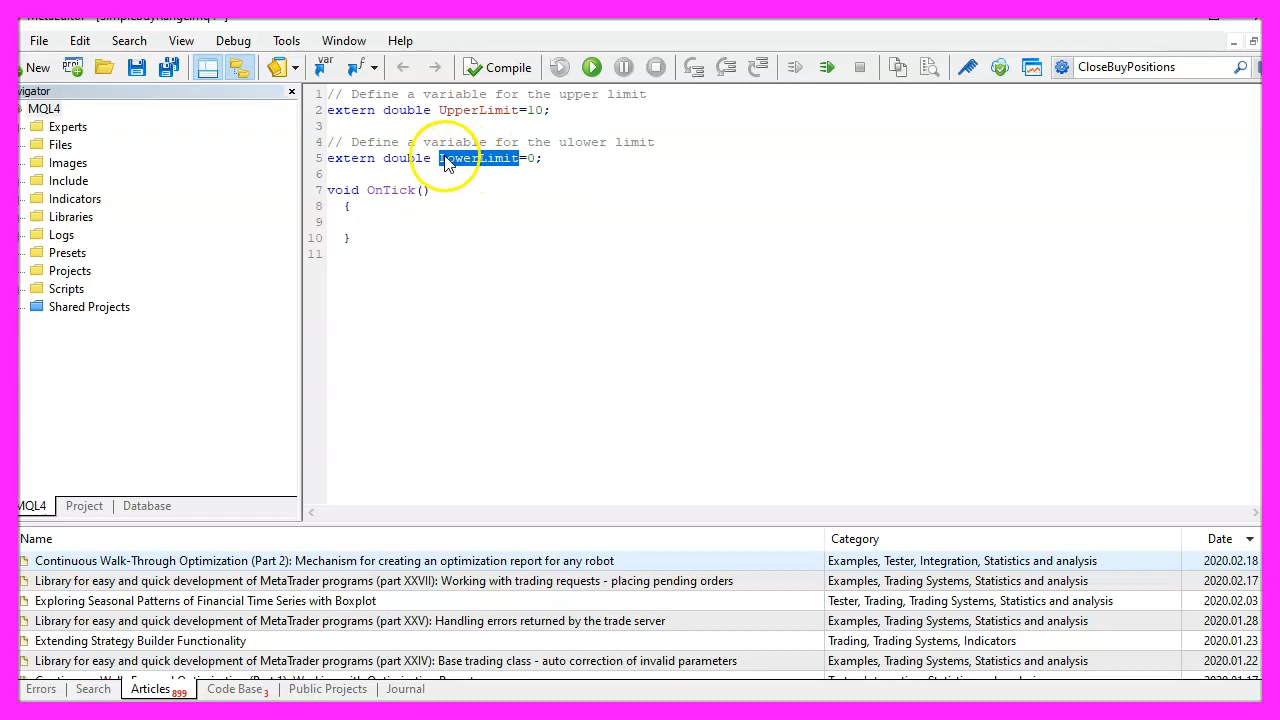 MetaEditor - [SimpleBuyRange.mq4 *]
File Edit Search View Debug Tools Window Help
New Compile CloseBuyPositions
vigator
MQL4
Experts
Files
Images
Include
Indicators
Libraries
Logs
Presets
Projects
Scripts
Shared Projects
1 // Define a variable for the upper limit
2 extern double UpperLimit=10;
3
4 // Define a variable for the ulower limit
5 extern double LowerLimit=0;
6
7 void OnTick()
8 {
9
10 }
11
MQL4 Project Database
Name Category Date
Continuous Walk-Through Optimization (Part 2): Mechanism for creating an optimization report for any robot Examples, Tester, Integration, Statistics and analysis 2020.02.18
Library for easy and quick development of MetaTrader programs (part XXVII): Working with trading requests - placing pending orders Examples, Trading Systems, Statistics and analysis 2020.02.17
Exploring Seasonal Patterns of Financial Time Series with Boxplot Tester, Trading, Trading Systems, Statistics and analysis 2020.02.03
Library for easy and quick development of MetaTrader programs (part XXV): Handling errors returned by the trade server Examples, Trading Systems, Statistics and analysis 2020.01.28
Extending Strategy Builder Functionality Trading, Trading Systems, Indicators 2020.01.23
Library for easy and quick development of MetaTrader programs (part XXIV): Base trading class - auto correction of invalid parameters Examples, Trading Systems, Statistics and analysis 2020.01.22
Errors Search Articles 899 Code Base 3 Public Projects Journal